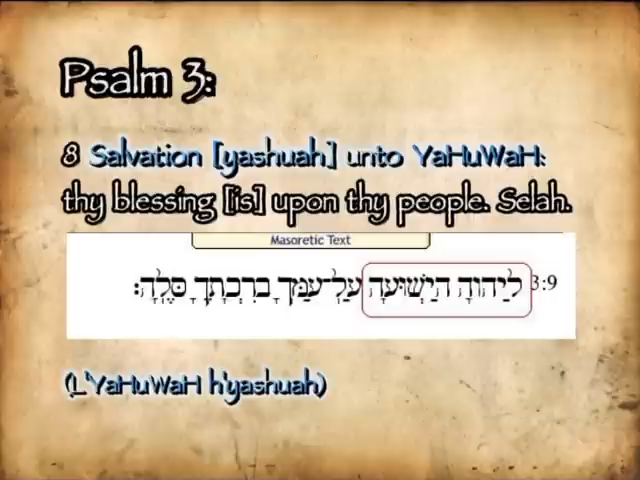 Psalm 3:
8 Salvation [yashuah] unto YaHuWaH:
thy blessing [is] upon thy people. Selah.
Masoretic Text
3:9 לַיהוָה הַיְשׁוּעָה עַל־עַמְּךָ בִרְכָתֶךָ סֶּלָה׃
(L'YaHuWaH h'yashuah)